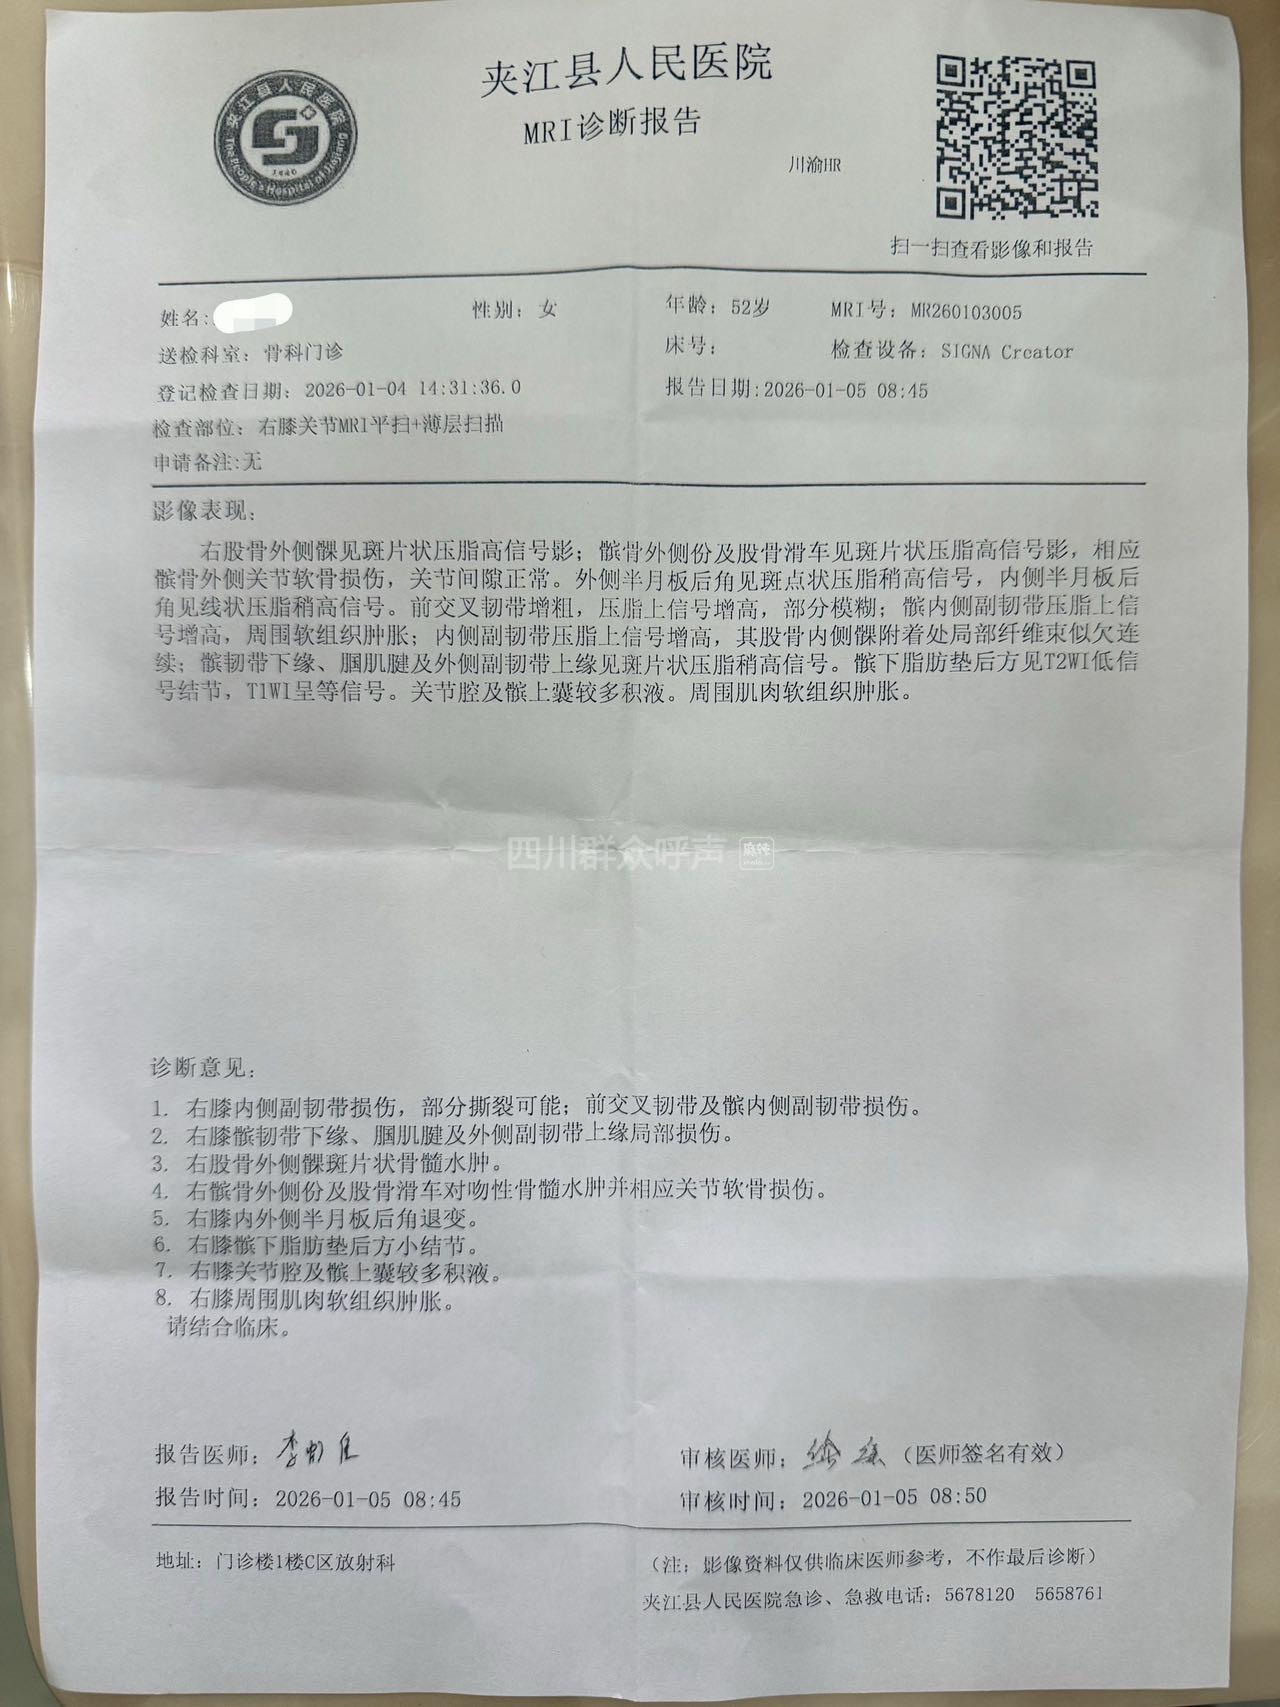 夹江县人民医院
MRI诊断报告
川渝HR
夹江县人民医院
The People's Hospital of
扫一扫查看影像和报告
姓名: 性别: 女 年龄: 52岁 MRI号: MR260103005
送检科室: 骨科门诊 床号: 检查设备: SIGNA Creator
登记检查日期: 2026-01-04 14:31:36.0 报告日期:2026-01-05 08:45
检查部位: 右膝关节MRI平扫+薄层扫描
申请备注:无
影像表现:
右股骨外侧髁见斑片状压脂高信号影；髌骨外侧份及股骨滑车见斑片状压脂高信号影，相应
髌骨外侧关节软骨损伤，关节间隙正常。外侧半月板后角见斑点状压脂稍高信号，内侧半月板后
角见线状压脂稍高信号。前交叉韧带增粗，压脂上信号增高，部分模糊；髌内侧副韧带压脂上信
号增高，周围软组织肿胀；内侧副韧带压脂上信号增高，其股骨内侧髁附着处局部纤维束似欠连
续；髌韧带下缘、腘肌腱及外侧副韧带上缘见斑片状压脂稍高信号。髌下脂肪垫后方见T2WI低信
号结节，T1WI呈等信号。关节腔及髌上囊较多积液。周围肌肉软组织肿胀。
四川群众呼声 麻辣
诊断意见:
1. 右膝内侧副韧带损伤，部分撕裂可能；前交叉韧带及髌内侧副韧带损伤。
2. 右膝髌韧带下缘、腘肌腱及外侧副韧带上缘局部损伤。
3. 右股骨外侧髁斑片状骨髓水肿。
4. 右髌骨外侧份及股骨滑车对吻性骨髓水肿并相应关节软骨损伤。
5. 右膝内外侧半月板后角退变。
6. 右膝髌下脂肪垫后方小结节。
7. 右膝关节腔及髌上囊较多积液。
8. 右膝周围肌肉软组织肿胀。
请结合临床。
报告医师: 审核医师: （医师签名有效）
报告时间: 2026-01-05 08:45 审核时间: 2026-01-05 08:50
地址: 门诊楼1楼C区放射科 （注: 影像资料仅供临床医师参考，不作最后诊断）
夹江县人民医院急诊、急救电话: 5678120 5658761